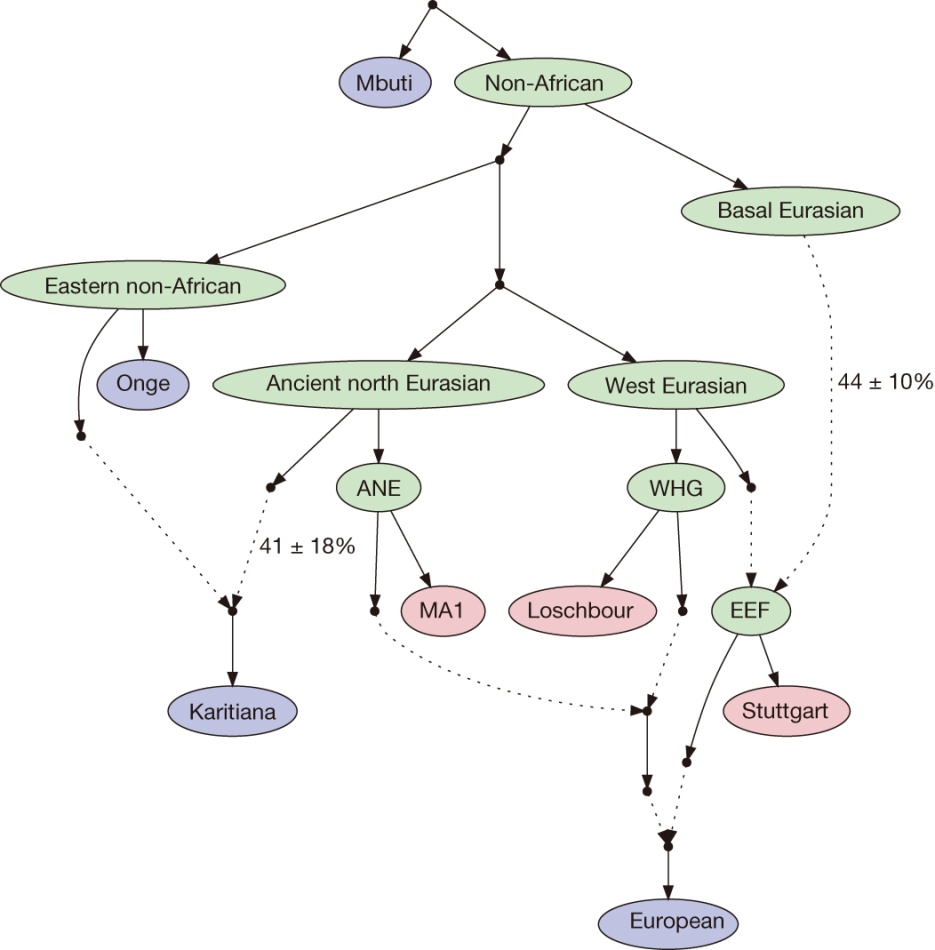 Mbuti
Non-African
Basal Eurasian
Eastern non-African
Onge
Ancient north Eurasian
West Eurasian
44 ± 10%
ANE
WHG
41 ± 18%
MA1
Loschbour
EEF
Karitiana
Stuttgart
European